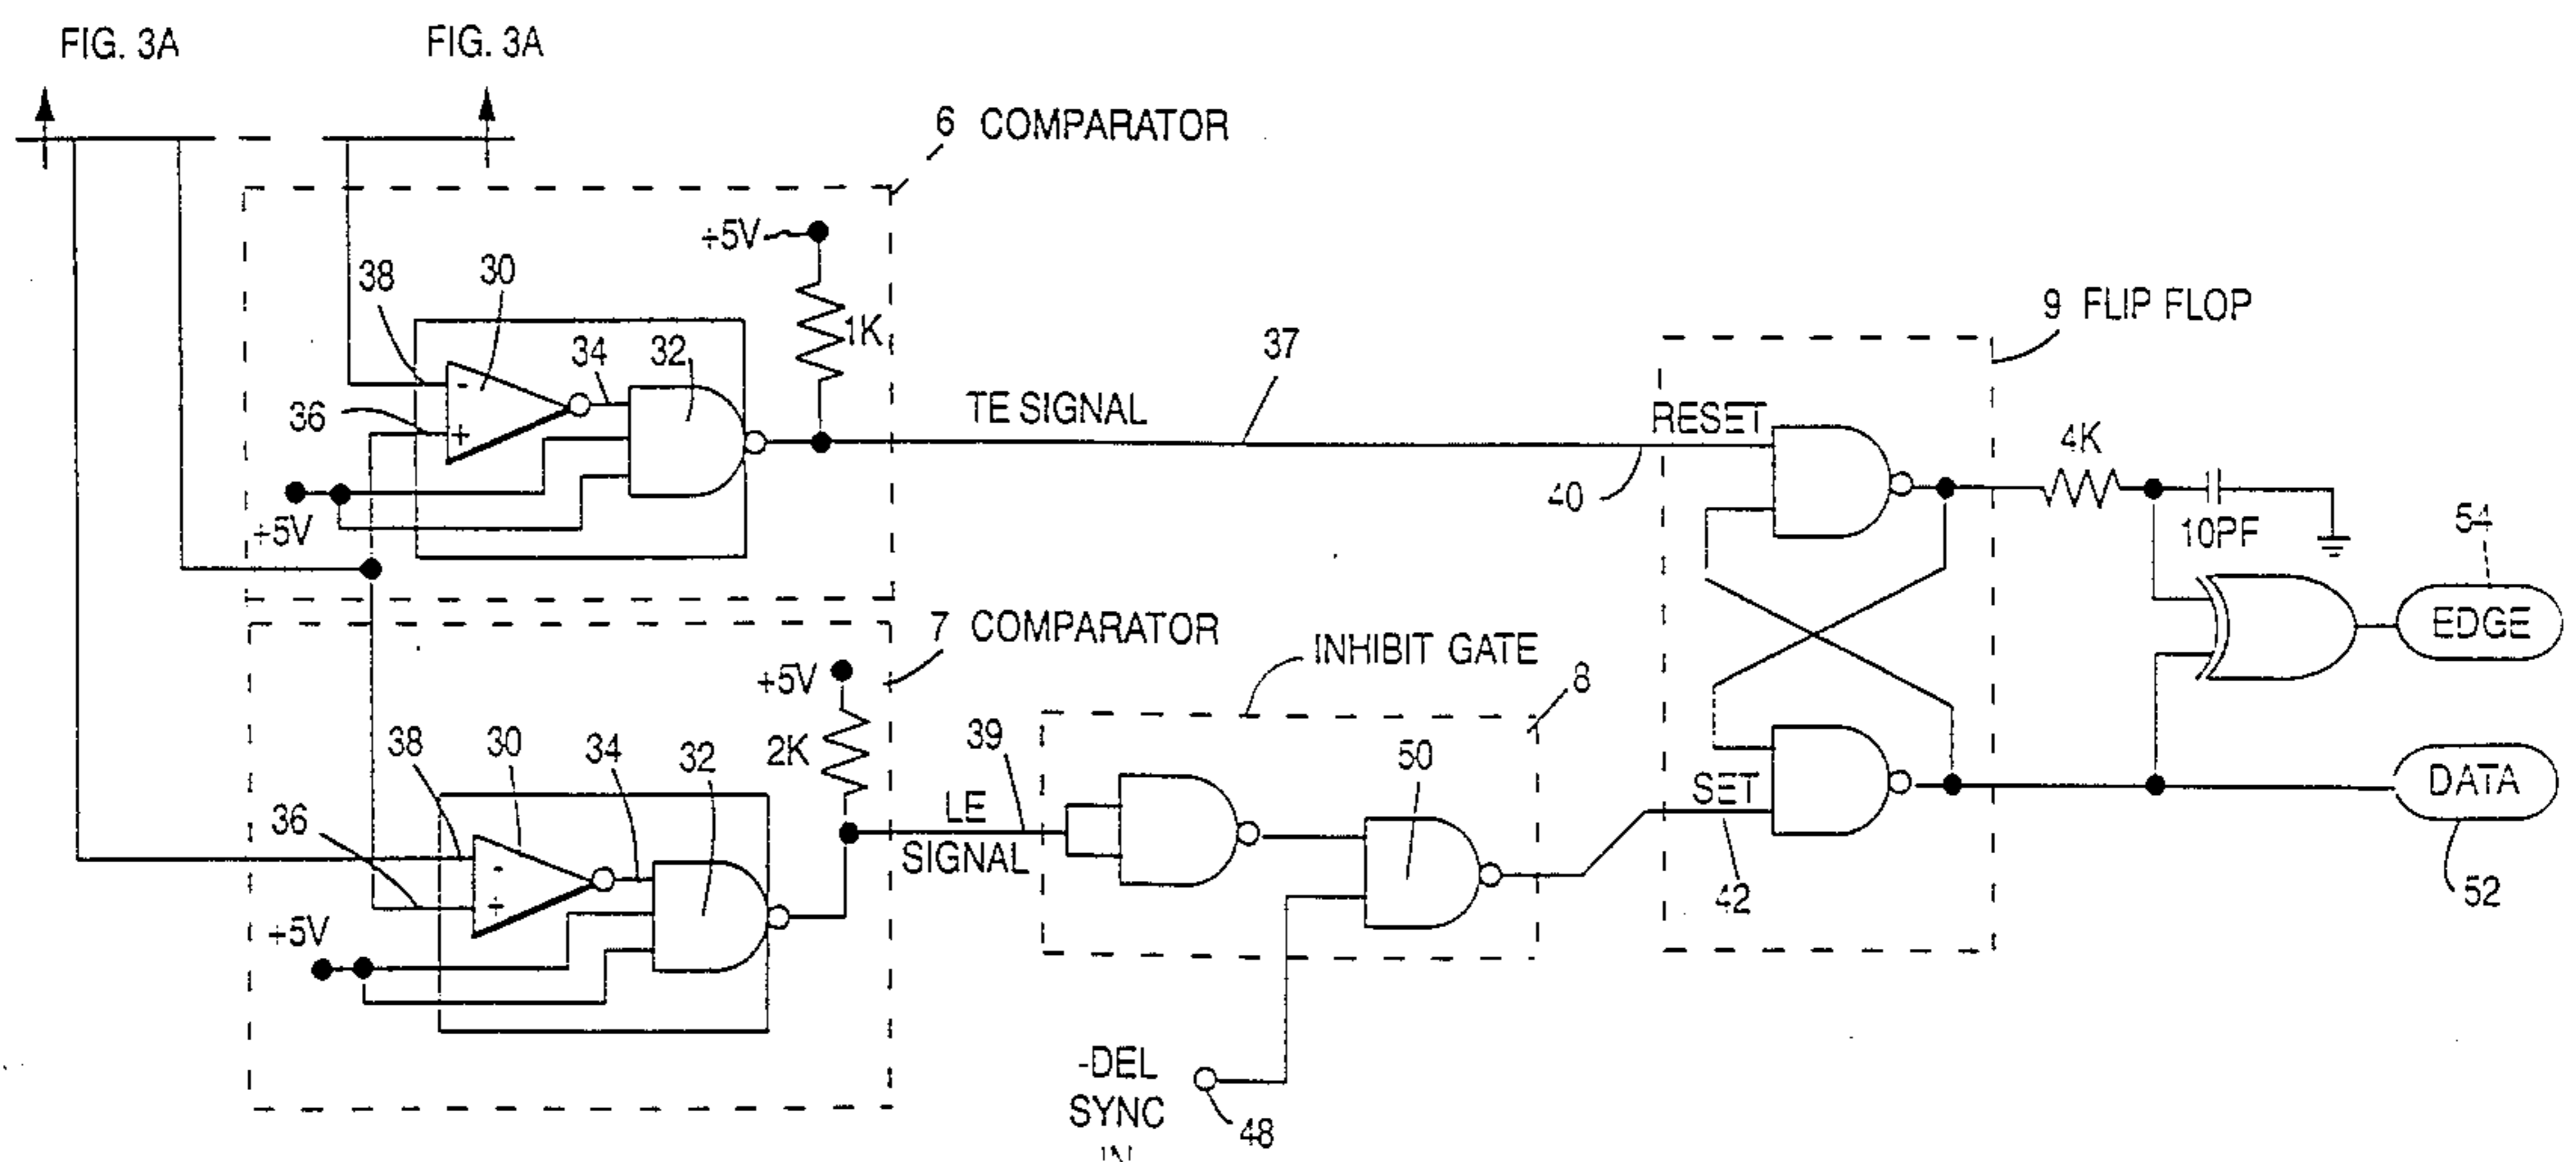 FIG. 3A
FIG. 3A
6 COMPARATOR
+5V
1K
38
30
34
32
36
-
+
+5V
TE SIGNAL
37
RESET
40
9 FLIP FLOP
4K
10PF
54
EDGE
7 COMPARATOR
+5V
2K
38
30
34
32
36
-
+
+5V
LE
SIGNAL
39
INHIBIT GATE
8
50
SET
42
DATA
52
-DEL
SYNC
IN
48